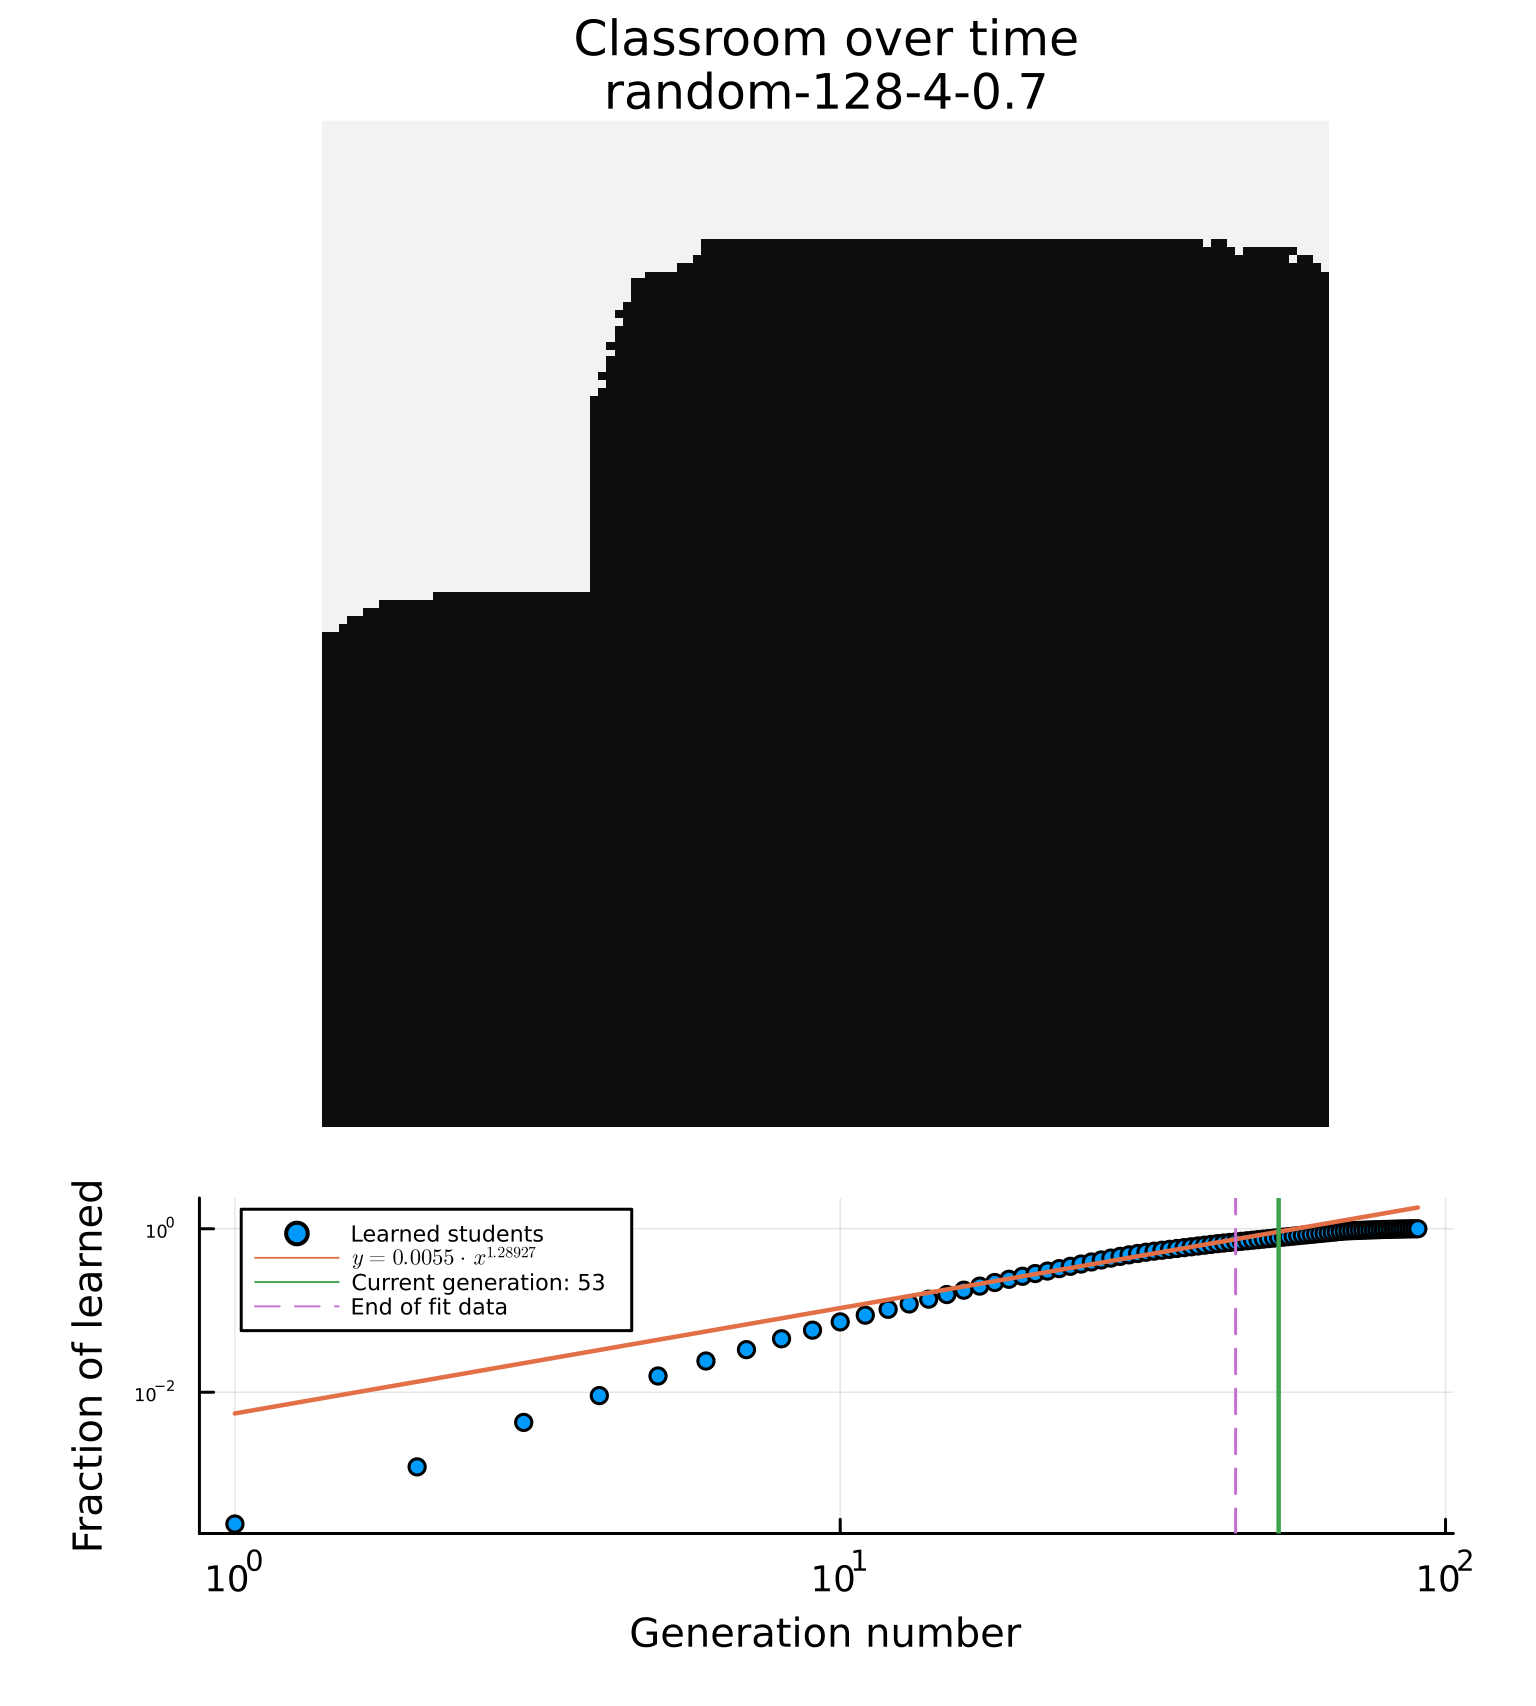 Classroom over time
random-128-4-0.7
Fraction of learned
10^0
10^-2
Learned students
y = 0.0055 · x^1.28927
Current generation: 53
End of fit data
10^0 10^1 10^2
Generation number